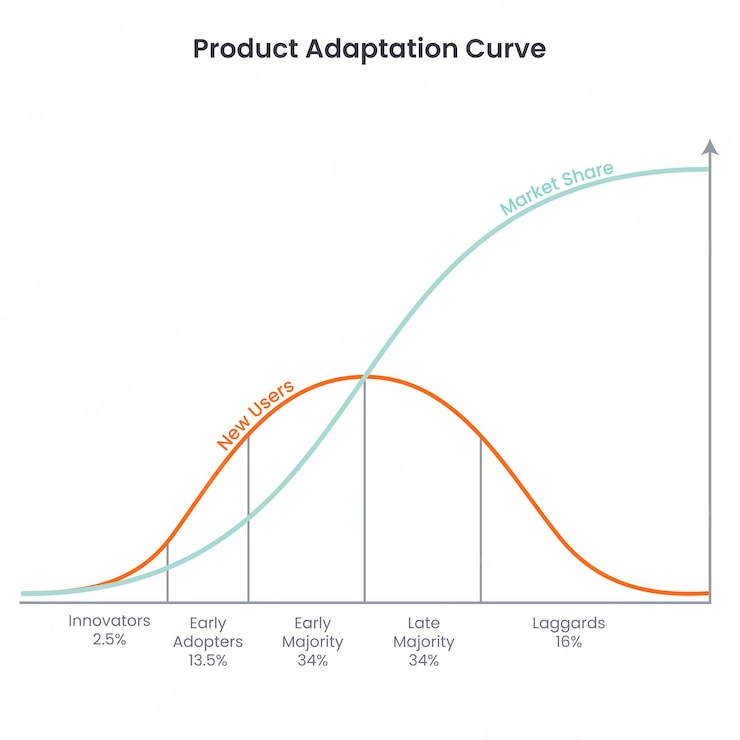 Product Adaptation Curve
Market Share
New Users
Innovators
2.5%
Early
Adopters
13.5%
Early
Majority
34%
Late
Majority
34%
Laggards
16%